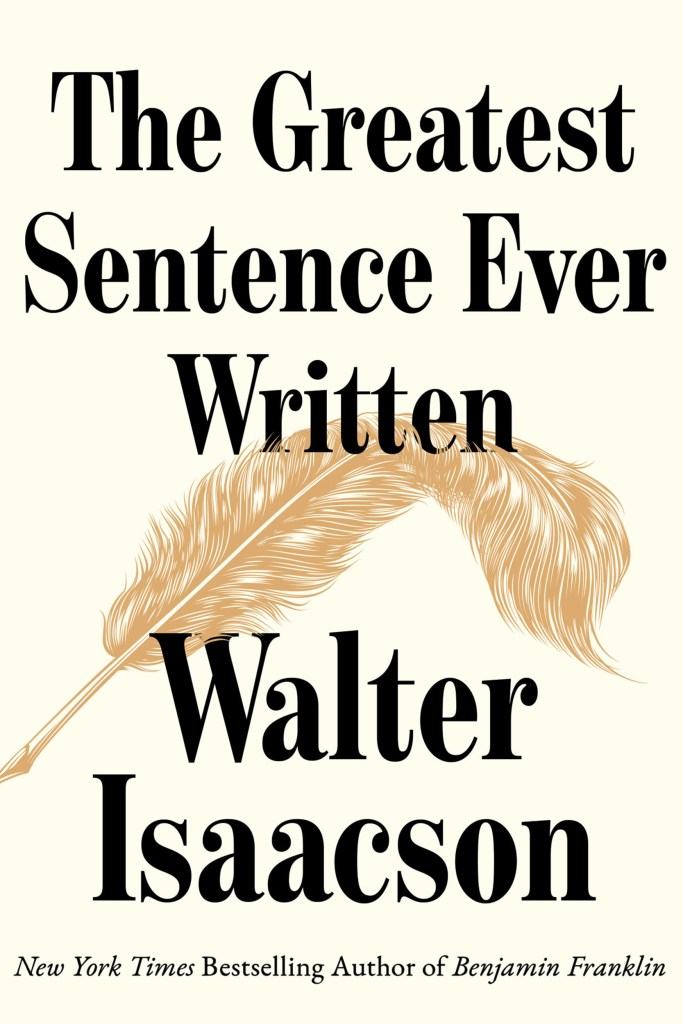 The Greatest
Sentence Ever
Written
Walter
Isaacson
New York Times Bestselling Author of Benjamin Franklin